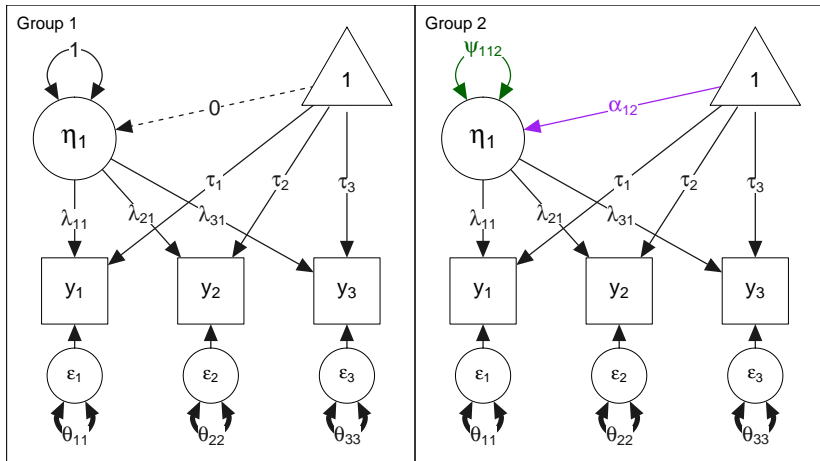 Group 1
1
1
0
η₁
τ₁
τ₂
τ₃
λ₁₁
λ₂₁
λ₃₁
y₁
y₂
y₃
ε₁
ε₂
ε₃
θ₁₁
θ₂₂
θ₃₃
Group 2
ψ₁₁₂
1
α₁₂
η₁
τ₁
τ₂
τ₃
λ₁₁
λ₂₁
λ₃₁
y₁
y₂
y₃
ε₁
ε₂
ε₃
θ₁₁
θ₂₂
θ₃₃